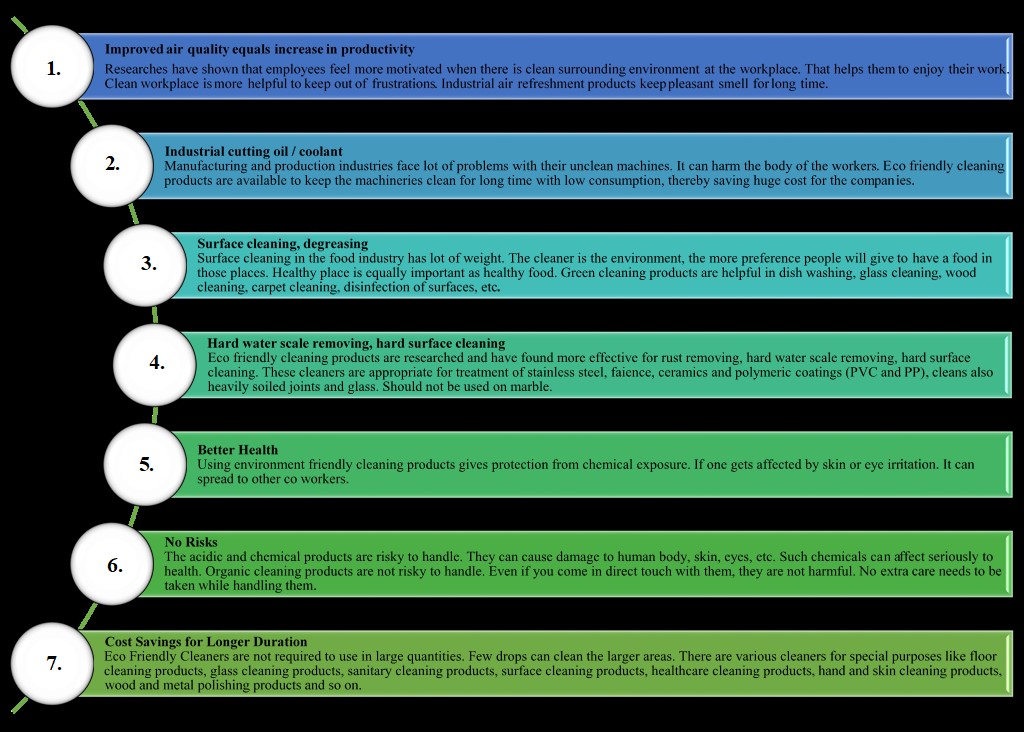 1.
Improved air quality equals increase in productivity
Researches have shown that employees feel more motivated when there is clean surrounding environment at the workplace. That helps them to enjoy their work.
Clean workplace is more helpful to keep out of frustrations. Industrial air refreshment products keep pleasant smell for long time.
2.
Industrial cutting oil / coolant
Manufacturing and production industries face lot of problems with their unclean machines. It can harm the body of the workers. Eco friendly cleaning
products are available to keep the machineries clean for long time with low consumption, thereby saving huge cost for the companies.
3.
Surface cleaning, degreasing
Surface cleaning in the food industry has lot of weight. The cleaner is the environment, the more preference people will give to have a food in
those places. Healthy place is equally important as healthy food. Green cleaning products are helpful in dish washing, glass cleaning, wood
cleaning, carpet cleaning, disinfection of surfaces, etc.
4.
Hard water scale removing, hard surface cleaning
Eco friendly cleaning products are researched and have found more effective for rust removing, hard water scale removing, hard surface
cleaning. These cleaners are appropriate for treatment of stainless steel, faience, ceramics and polymeric coatings (PVC and PP), cleans also
heavily soiled joints and glass. Should not be used on marble.
5.
Better Health
Using environment friendly cleaning products gives protection from chemical exposure. If one gets affected by skin or eye irritation. It can
spread to other co workers.
6.
No Risks
The acidic and chemical products are risky to handle. They can cause damage to human body, skin, eyes, etc. Such chemicals can affect seriously to
health. Organic cleaning products are not risky to handle. Even if you come in direct touch with them, they are not harmful. No extra care needs to be
taken while handling them.
7.
Cost Savings for Longer Duration
Eco Friendly Cleaners are not required to use in large quantities. Few drops can clean the larger areas. There are various cleaners for special purposes like floor
cleaning products, glass cleaning products, sanitary cleaning products, surface cleaning products, healthcare cleaning products, hand and skin cleaning products,
wood and metal polishing products and so on.